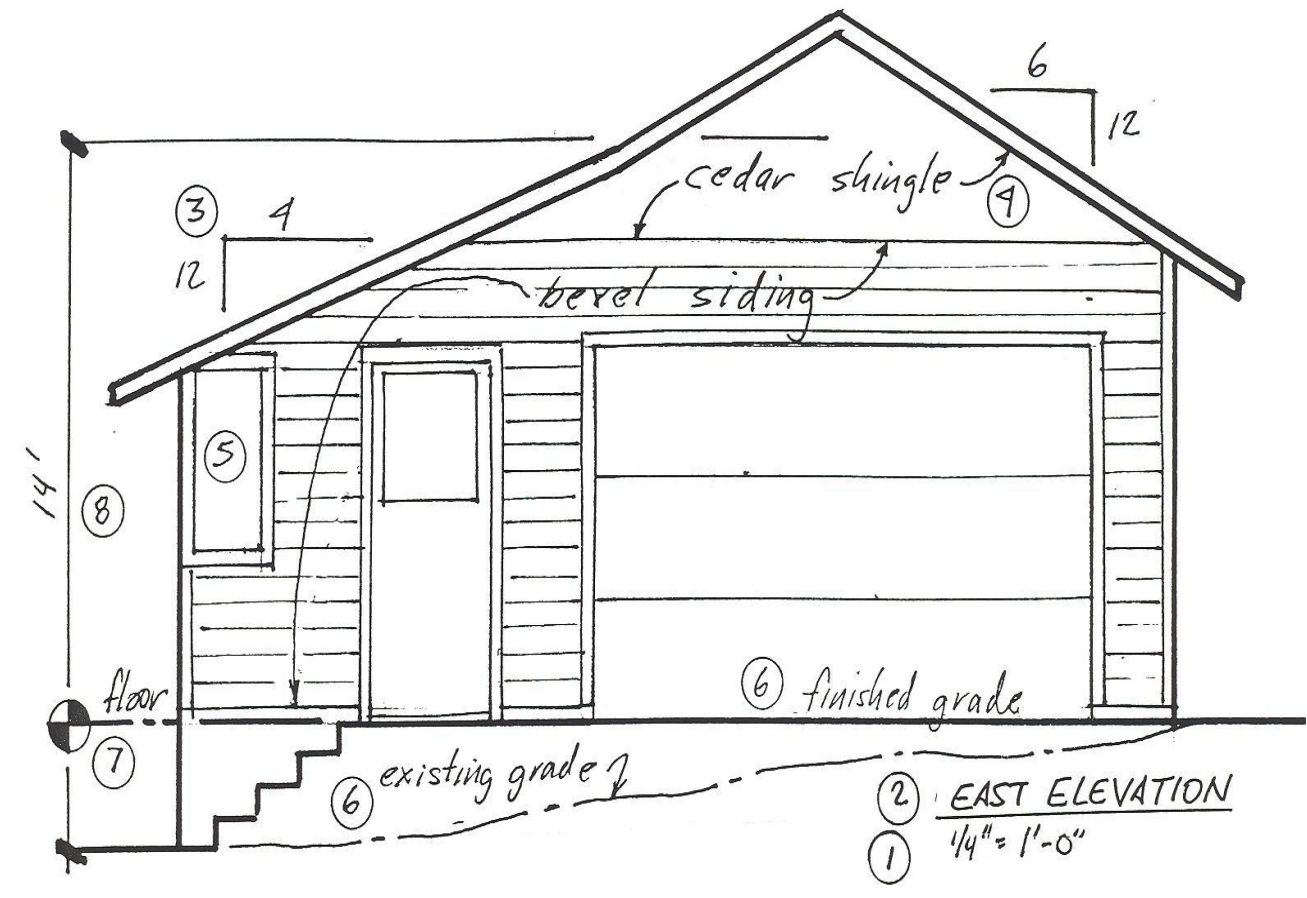 6
12
cedar shingle
4
3
4
12
bevel siding
5
14'
8
floor
6 finished grade
7
6 existing grade
2 EAST ELEVATION
1 1/4" = 1'-0"